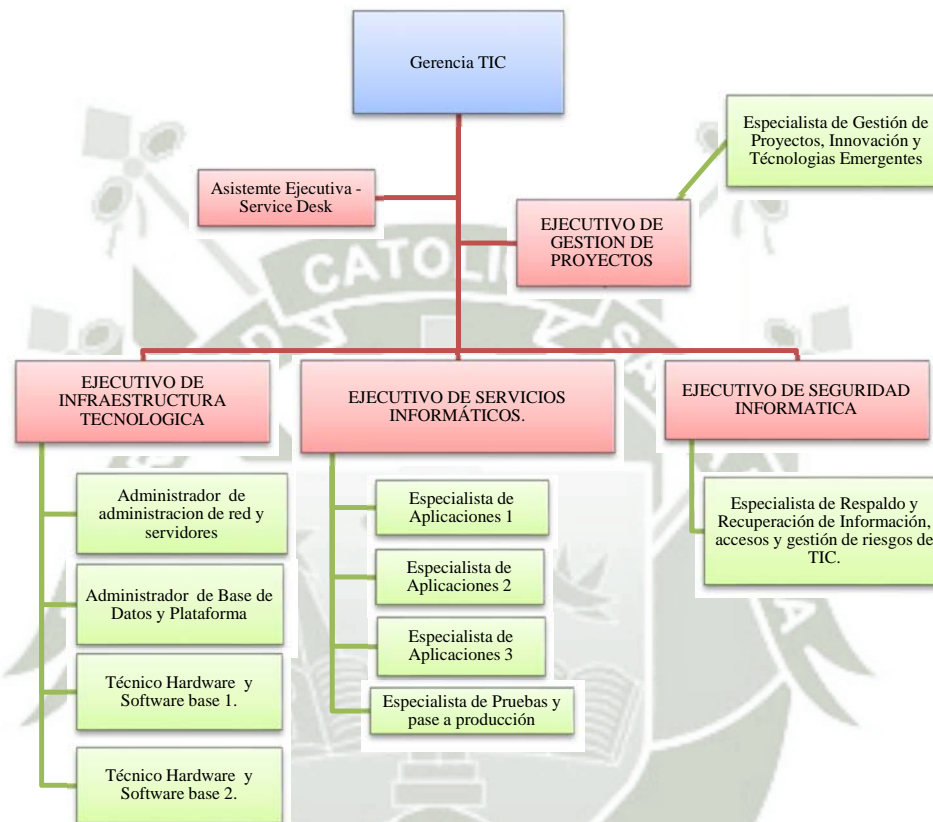 Gerencia TIC
Especialista de Gestión de
Proyectos, Innovación y
Técnologias Emergentes
Asistemte Ejecutiva -
Service Desk
EJECUTIVO DE
GESTION DE
PROYECTOS
CATOLIC
EJECUTIVO DE
INFRAESTRUCTURA
TECNOLOGICA
EJECUTIVO DE SERVICIOS
INFORMÁTICOS.
EJECUTIVO DE SEGURIDAD
INFORMATICA
Administrador de
administracion de red y
servidores
Administrador de Base de
Datos y Plataforma
Técnico Hardware y
Software base 1.
Técnico Hardware y
Software base 2.
Especialista de
Aplicaciones 1
Especialista de
Aplicaciones 2
Especialista de
Aplicaciones 3
Especialista de Pruebas y
pase a producción
Especialista de Respaldo y
Recuperación de Información,
accesos y gestión de riesgos de
TIC.